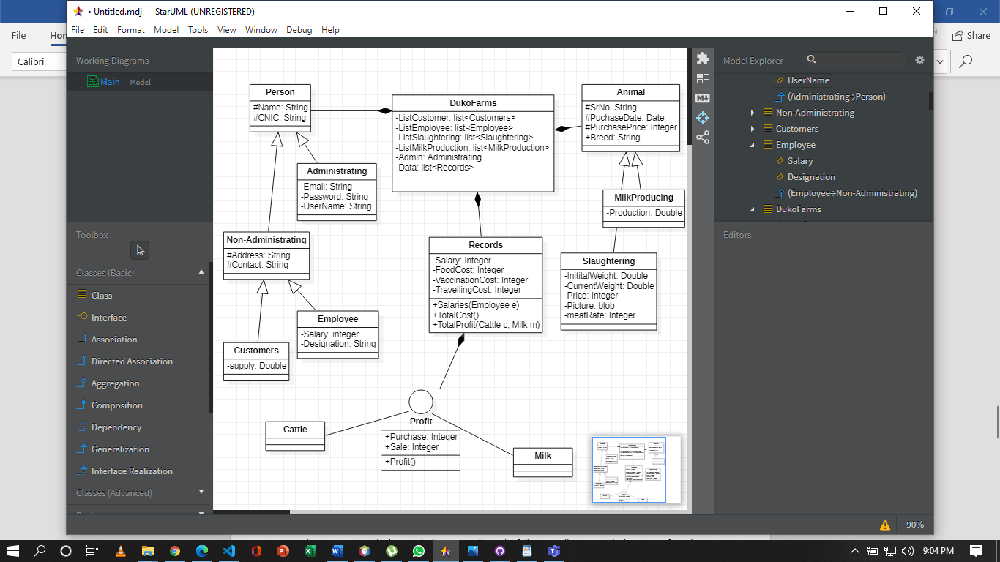 • Untitled.mdj — StarUML (UNREGISTERED)
File Edit Format Model Tools View Window Debug Help
File
Share
Calibri
Working Diagrams
Main — Model
Toolbox
Classes (Basic)
Class
Interface
Association
Directed Association
Aggregation
Composition
Dependency
Generalization
Interface Realization
Classes (Advanced)
Person
#Name: String
#CNIC: String
Administrating
-Email: String
-Password: String
-UserName: String
Non-Administrating
#Address: String
#Contact: String
Employee
-Salary: integer
-Designation: String
Customers
-supply: Double
DukoFarms
-ListCustomer: list<Customers>
-ListEmployee: list<Employee>
-ListSlaughtering: list<Slaughtering>
-ListMilkProduction: list<MilkProduction>
-Admin: Administrating
-Data: list<Records>
Records
-Salary: Integer
-FoodCost: Integer
-VaccinationCost: Integer
-TravellingCost: Integer
+Salaries(Employee e)
+TotalCost()
+TotalProfit(Cattle c, Milk m)
Animal
#SrNo: String
#PuchaseDate: Date
#PurchasePrice: Integer
+Breed: String
MilkProducing
-Production: Double
Slaughtering
-InititalWeight: Double
-CurrentWeight: Double
-Price: Integer
-Picture: blob
-meatRate: Integer
Profit
+Purchase: Integer
+Sale: Integer
+Profit()
Cattle
Milk
Model Explorer
UserName
(Administrating→Person)
Non-Administrating
Customers
Employee
Salary
Designation
(Employee→Non-Administrating)
DukoFarms
Editors
90%
9:04 PM